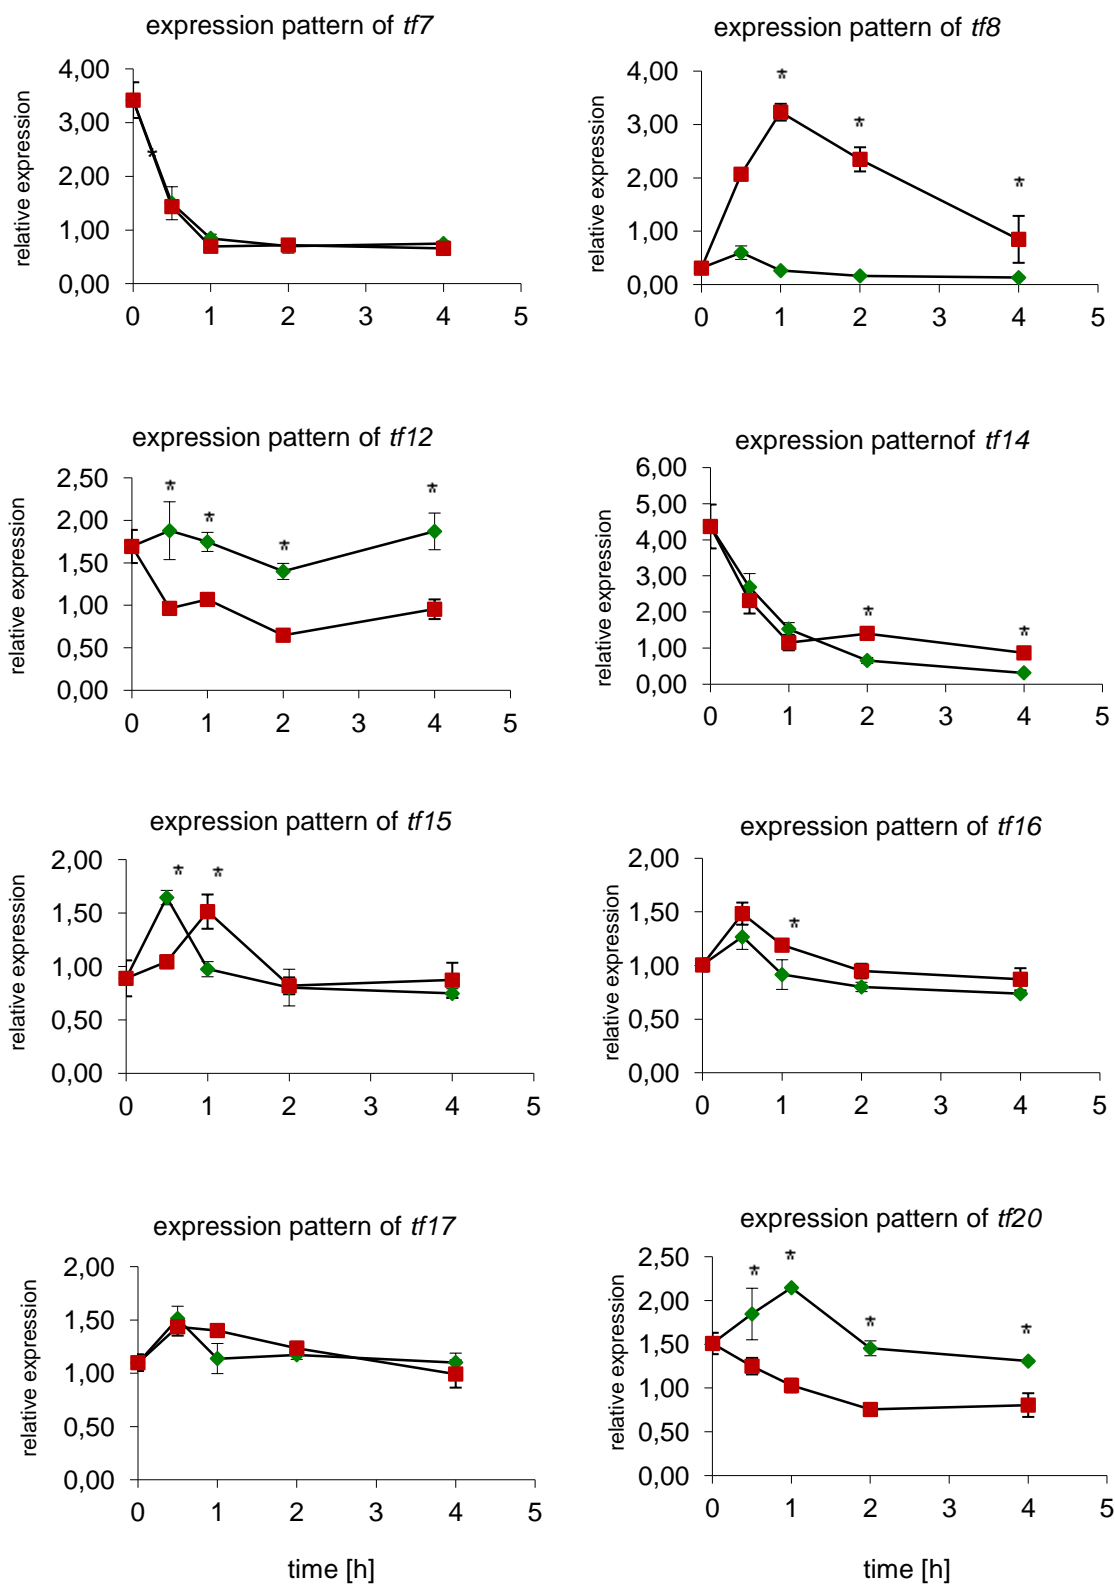 expression pattern of tf7
relative expression
4,00
3,00
2,00
1,00
0,00
0 1 2 3 4 5
*
expression pattern of tf8
relative expression
4,00
3,00
2,00
1,00
0,00
0 1 2 3 4 5
* * *
expression pattern of tf12
relative expression
2,50
2,00
1,50
1,00
0,50
0,00
0 1 2 3 4 5
* * * *
expression patternof tf14
relative expression
6,00
5,00
4,00
3,00
2,00
1,00
0,00
0 1 2 3 4 5
* *
expression pattern of tf15
relative expression
2,00
1,50
1,00
0,50
0,00
0 1 2 3 4 5
* *
expression pattern of tf16
relative expression
2,00
1,50
1,00
0,50
0,00
0 1 2 3 4 5
*
expression pattern of tf17
relative expression
2,00
1,50
1,00
0,50
0,00
0 1 2 3 4 5
time [h]
expression pattern of tf20
relative expression
2,50
2,00
1,50
1,00
0,50
0,00
0 1 2 3 4 5
* * * *
time [h]